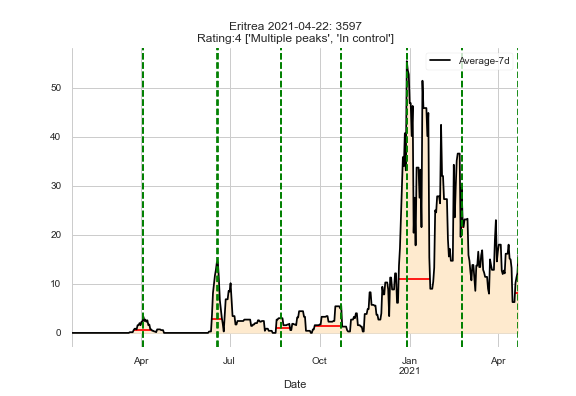 Eritrea 2021-04-22: 3597
Rating:4 ['Multiple peaks', 'In control']
Average-7d
50
40
30
20
10
0
Apr
Jul
Oct
Jan
2021
Apr
Date